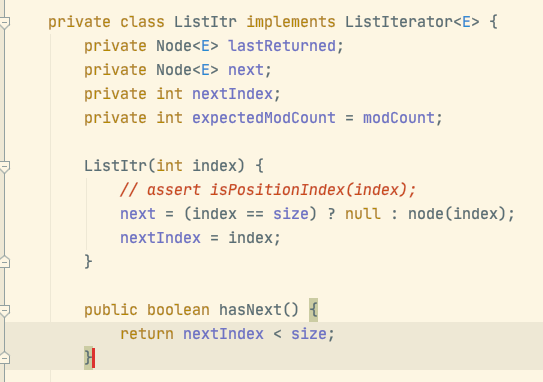 private class ListItr implements ListIterator<E> {
    private Node<E> lastReturned;
    private Node<E> next;
    private int nextIndex;
    private int expectedModCount = modCount;

    ListItr(int index) {
        // assert isPositionIndex(index);
        next = (index == size) ? null : node(index);
        nextIndex = index;
    }

    public boolean hasNext() {
        return nextIndex < size;
    }